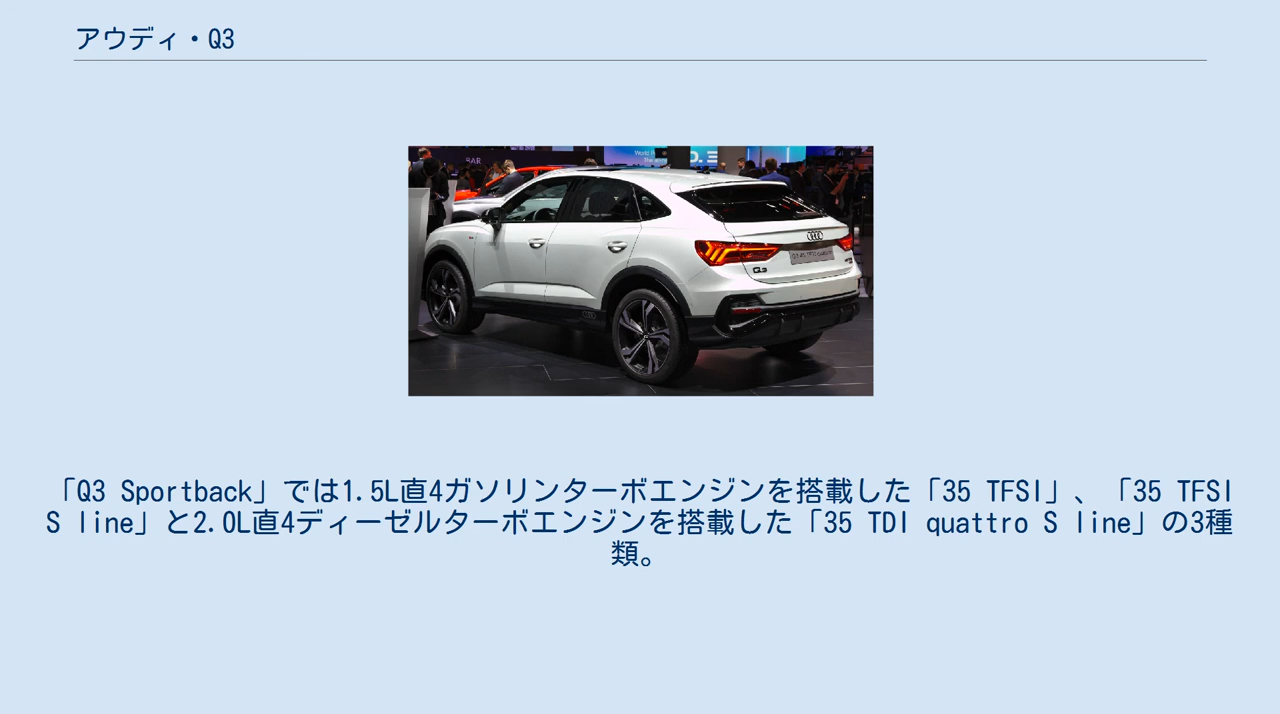 アウディ・Q3
BAR
Q3
「Q3 Sportback」では1.5L直4ガソリンターボエンジンを搭載した「35 TFSI」、「35 TFSI
S line」と2.0L直4ディーゼルターボエンジンを搭載した「35 TDI quattro S line」の3種
類。